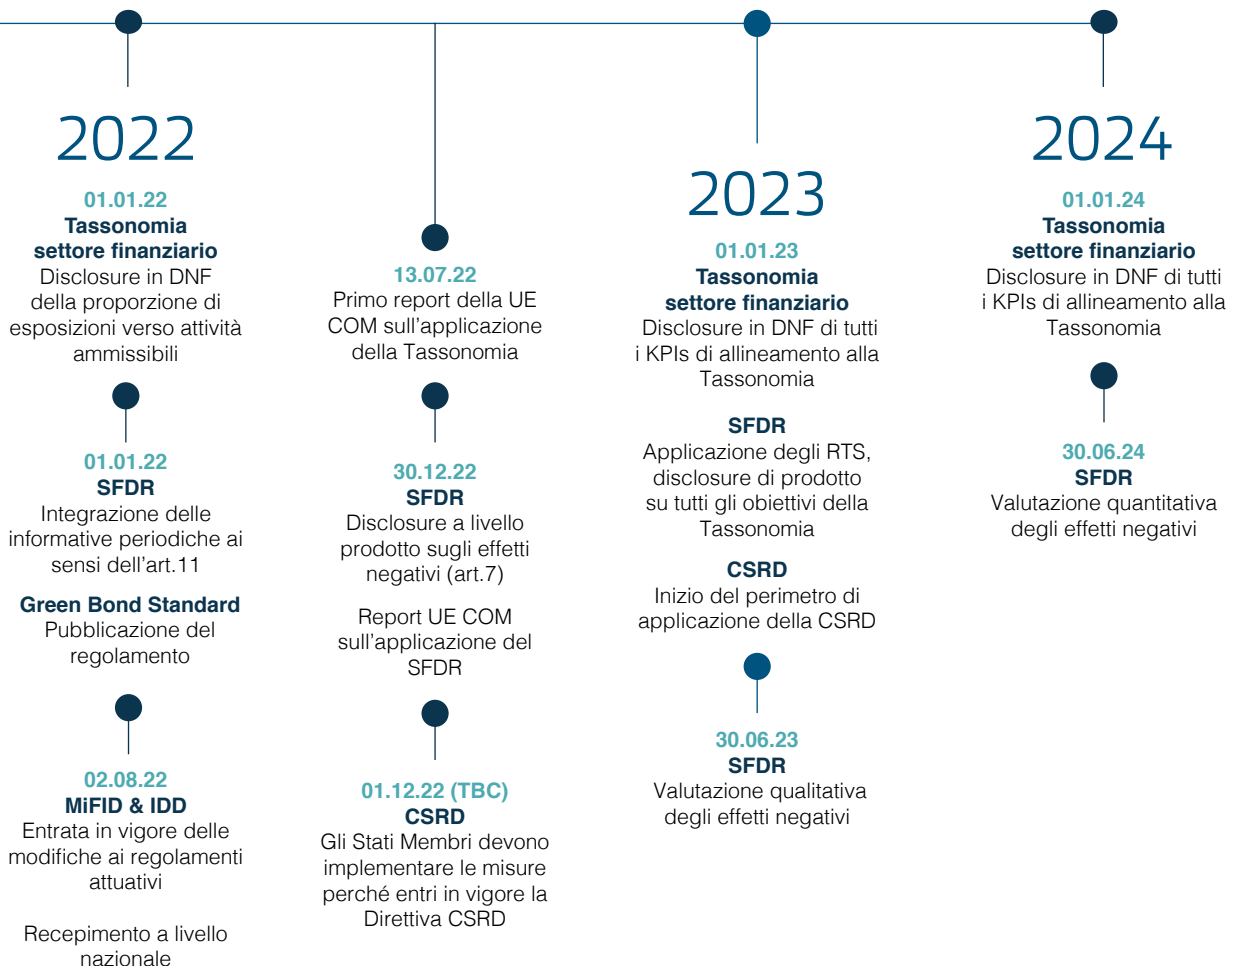 2022
01.01.22
Tassonomia
settore finanziario
Disclosure in DNF
della proporzione di
esposizioni verso attività
ammissibili
01.01.22
SFDR
Integrazione delle
informative periodiche ai
sensi dell'art.11
Green Bond Standard
Pubblicazione del
regolamento
02.08.22
MiFID & IDD
Entrata in vigore delle
modifiche ai regolamenti
attuativi
Recepimento a livello
nazionale
13.07.22
Primo report della UE
COM sull'applicazione
della Tassonomia
30.12.22
SFDR
Disclosure a livello
prodotto sugli effetti
negativi (art.7)
Report UE COM
sull'applicazione del
SFDR
01.12.22 (TBC)
CSRD
Gli Stati Membri devono
implementare le misure
perché entri in vigore la
Direttiva CSRD
2023
01.01.23
Tassonomia
settore finanziario
Disclosure in DNF di tutti
i KPIs di allineamento alla
Tassonomia
SFDR
Applicazione degli RTS,
disclosure di prodotto
su tutti gli obiettivi della
Tassonomia
CSRD
Inizio del perimetro di
applicazione della CSRD
30.06.23
SFDR
Valutazione qualitativa
degli effetti negativi
2024
01.01.24
Tassonomia
settore finanziario
Disclosure in DNF di tutti
i KPIs di allineamento alla
Tassonomia
30.06.24
SFDR
Valutazione quantitativa
degli effetti negativi